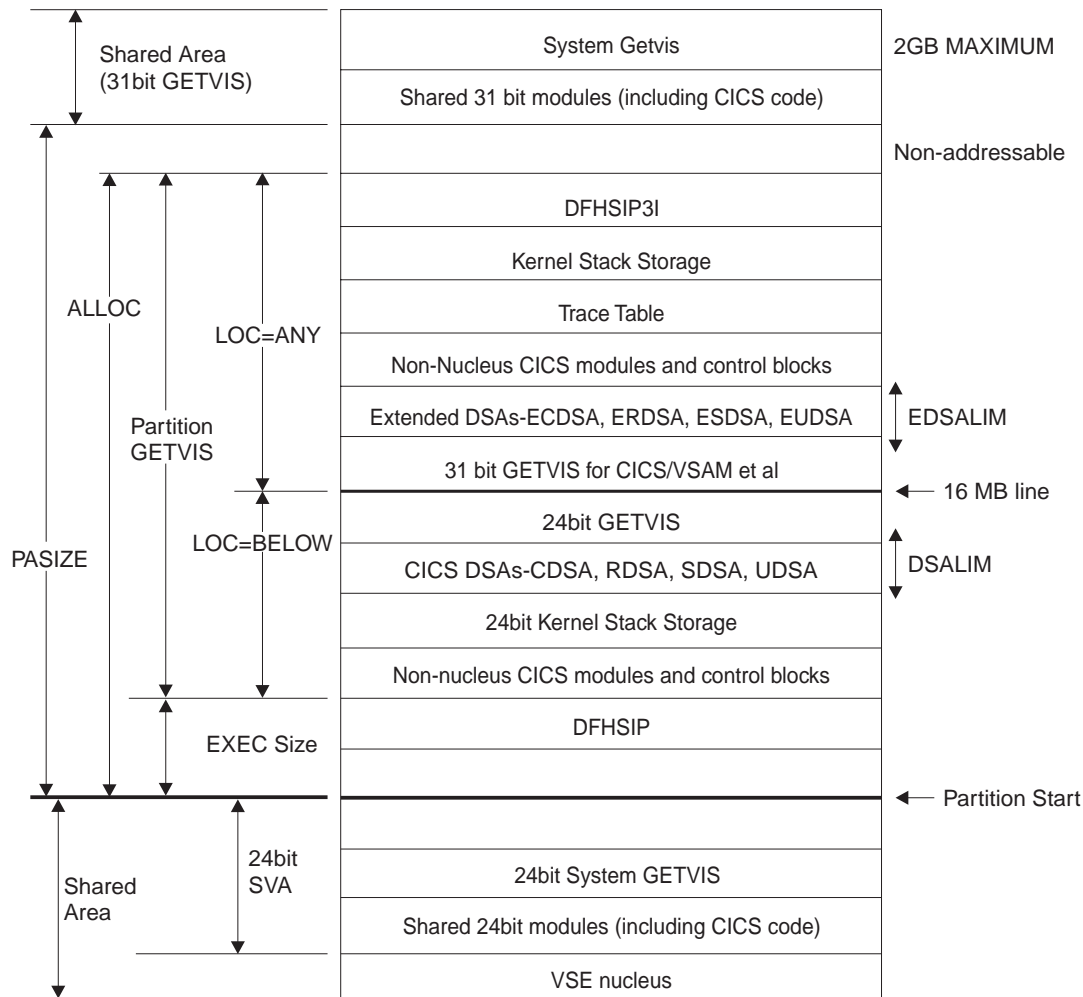 System Getvis
2GB MAXIMUM
Shared Area
(31bit GETVIS)
Shared 31 bit modules (including CICS code)
Non-addressable
DFHSIP3I
Kernel Stack Storage
ALLOC
Trace Table
LOC=ANY
Non-Nucleus CICS modules and control blocks
Partition
GETVIS
Extended DSAs-ECDSA, ERDSA, ESDSA, EUDSA
EDSALIM
31 bit GETVIS for CICS/VSAM et al
16 MB line
24bit GETVIS
LOC=BELOW
PASIZE
CICS DSAs-CDSA, RDSA, SDSA, UDSA
DSALIM
24bit Kernel Stack Storage
Non-nucleus CICS modules and control blocks
DFHSIP
EXEC Size
Partition Start
24bit
SVA
24bit System GETVIS
Shared
Area
Shared 24bit modules (including CICS code)
VSE nucleus